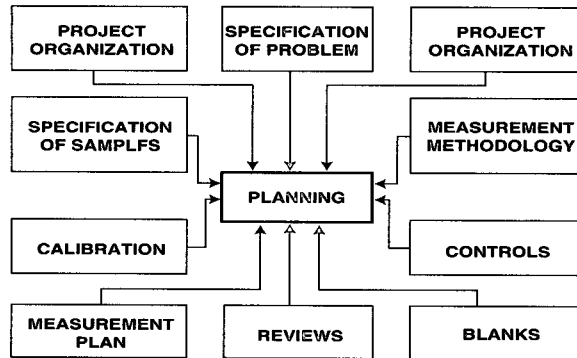 PROJECT
ORGANIZATION
SPECIFICATION
OF PROBLEM
PROJECT
ORGANIZATION
SPECIFICATION
OF SAMPLFS
MEASUREMENT
METHODOLOGY
PLANNING
CALIBRATION
CONTROLS
MEASUREMENT
PLAN
REVIEWS
BLANKS